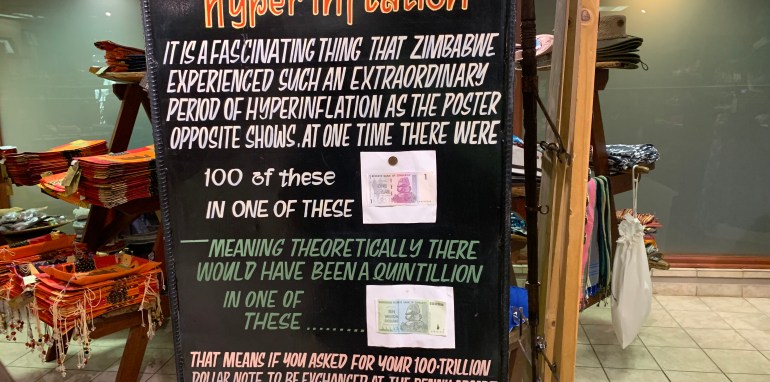 Hyperinflation
IT IS A FASCINATING THING THAT ZIMBABWE
EXPERIENCED SUCH AN EXTRAORDINARY
PERIOD OF HYPERINFLATION AS THE POSTER
OPPOSITE SHOWS. AT ONE TIME THERE WERE
100 of these
IN ONE OF THESE
1
MEANING THEORETICALLY THERE
WOULD HAVE BEEN A QUINTILLION
IN ONE OF
THESE .........
THAT MEANS IF YOU ASKED FOR YOUR 100-TRILLION
DOLLAR NOTE TO BE EXCHANGED AT THE